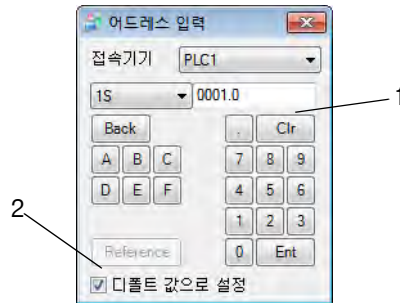 어드레스 입력
접속기기 PLC1
1S 0001.0
1
Back . Clr
A B C 7 8 9
D E F 4 5 6
1 2 3
2
Reference 0 Ent
디폴트 값으로 설정